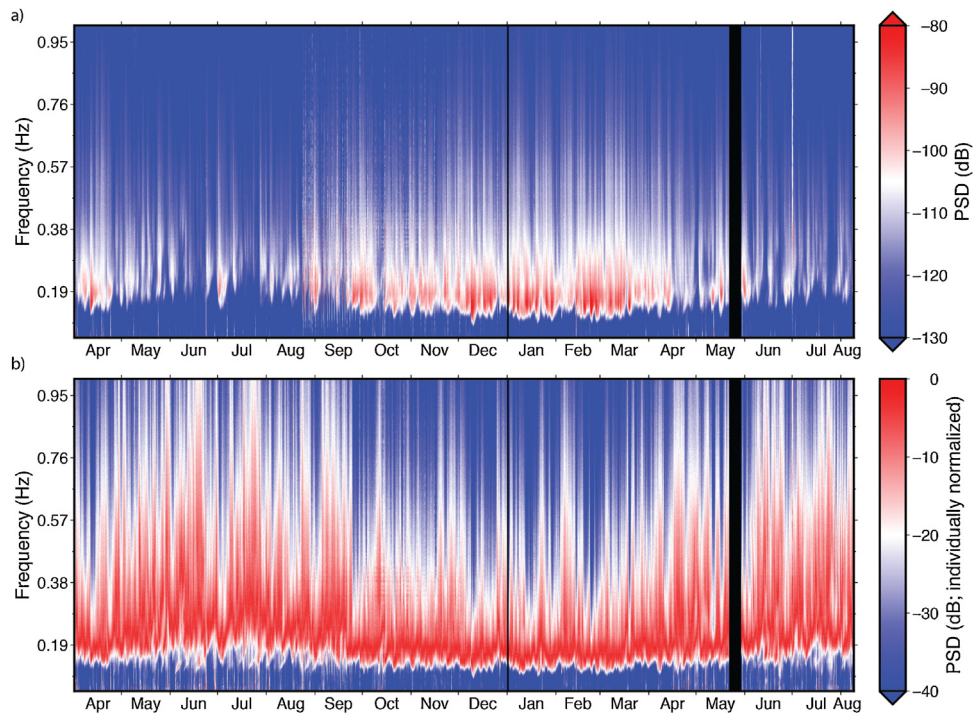 a)
0.95
0.76
0.57
0.38
0.19
Frequency (Hz)
Apr May Jun Jul Aug Sep Oct Nov Dec Jan Feb Mar Apr May Jun Jul Aug
−80
−90
−100
−110
−120
−130
PSD (dB)
b)
0.95
0.76
0.57
0.38
0.19
Frequency (Hz)
Apr May Jun Jul Aug Sep Oct Nov Dec Jan Feb Mar Apr May Jun Jul Aug
0
−10
−20
−30
−40
PSD (dB; individually normalized)